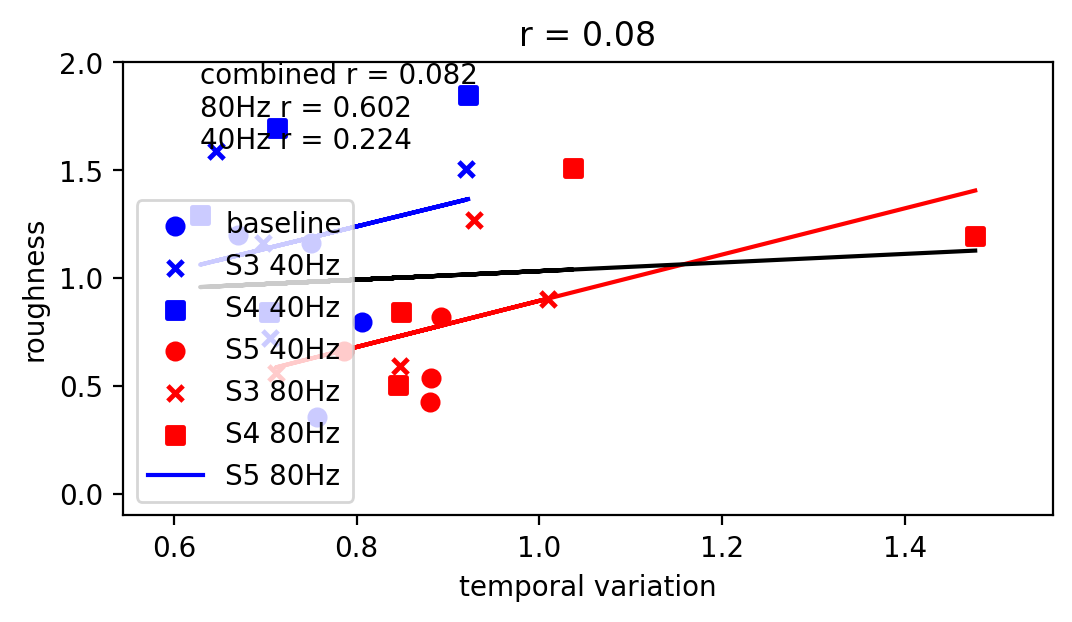 r = 0.08
combined r = 0.082
80Hz r = 0.602
40Hz r = 0.224
2.0
1.5
1.0
0.5
0.0
roughness
baseline
S3 40Hz
S4 40Hz
S5 40Hz
S3 80Hz
S4 80Hz
S5 80Hz
0.6 0.8 1.0 1.2 1.4
temporal variation